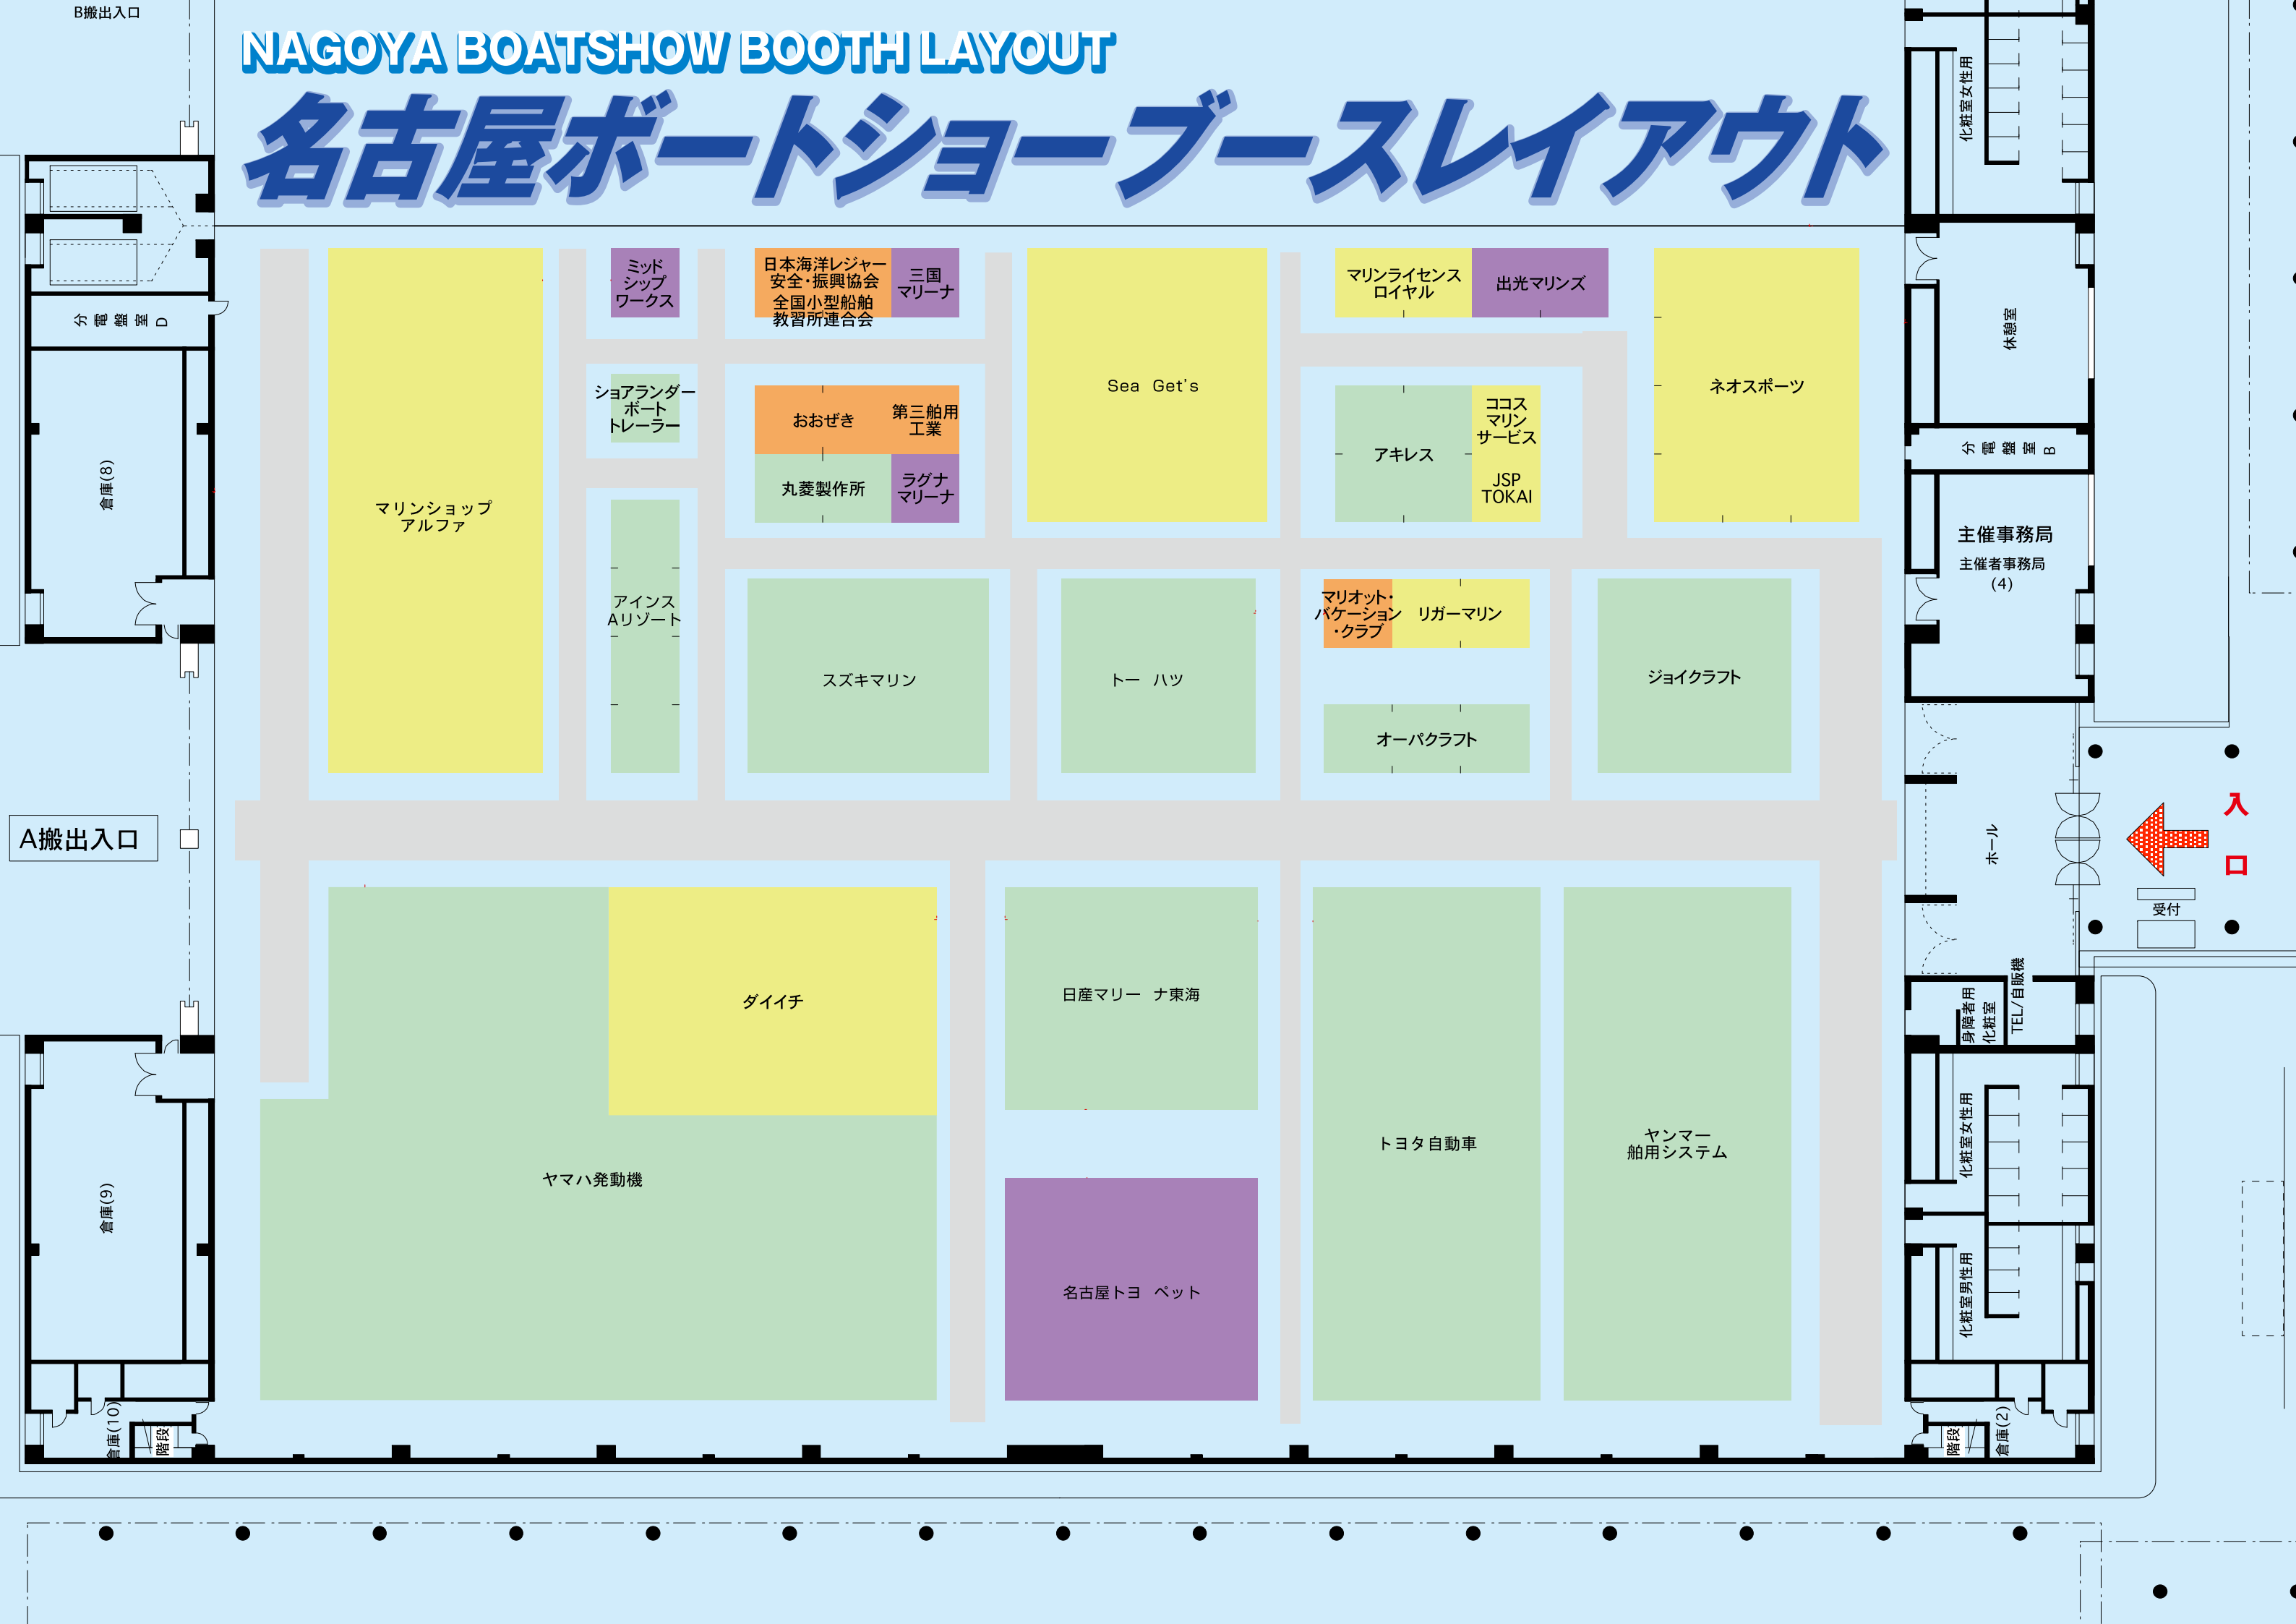 B搬出入口
NAGOYA BOATSHOW BOOTH LAYOUT
名古屋ボートショーブースレイアウト
化粧室女性用
ミッド
シップ
ワークス
日本海洋レジャー
安全・振興協会
全国小型船舶
教習所連合会
三国
マリーナ
マリンライセンス
ロイヤル
出光マリンズ
分電盤室D
休憩室
ショアランダー
ボート
トレーラー
おおぜき
第三舶用
工業
Sea Get's
ココス
マリン
サービス
ネオスポーツ
アキレス
丸菱製作所
ラグナ
マリーナ
JSP
TOKAI
分電盤室B
倉庫(8)
マリンショップ
アルファ
主催事務局
主催者事務局
(4)
アインス
Aリゾート
マリオット・
バケーション
・クラブ
リガーマリン
スズキマリン
トー ハツ
ジョイクラフト
オーパクラフト
A搬出入口
ホール
入
口
受付
ダイイチ
日産マリー ナ東海
身障者用
化粧室
TEL/自販機
ヤマハ発動機
トヨタ自動車
ヤンマー
舶用システム
化粧室女性用
倉庫(9)
名古屋トヨ ペット
化粧室男性用
倉庫(10)
階段
階段
倉庫(2)